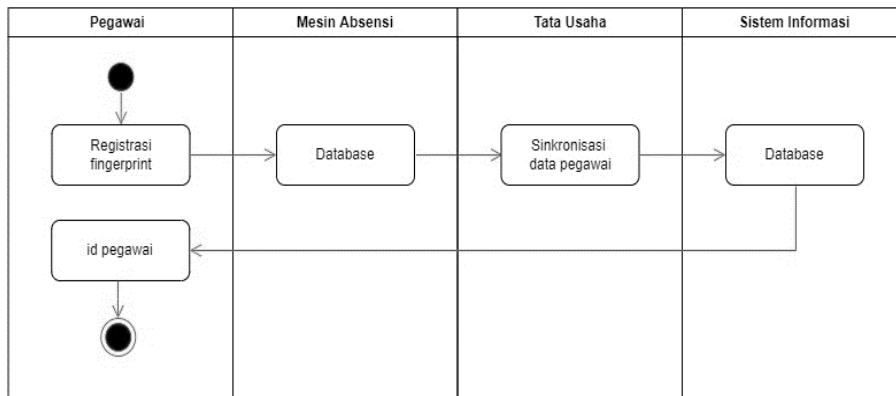 Pegawai
Mesin Absensi
Tata Usaha
Sistem Informasi
Registrasi
fingerprint
Database
Sinkronisasi
data pegawai
Database
id pegawai